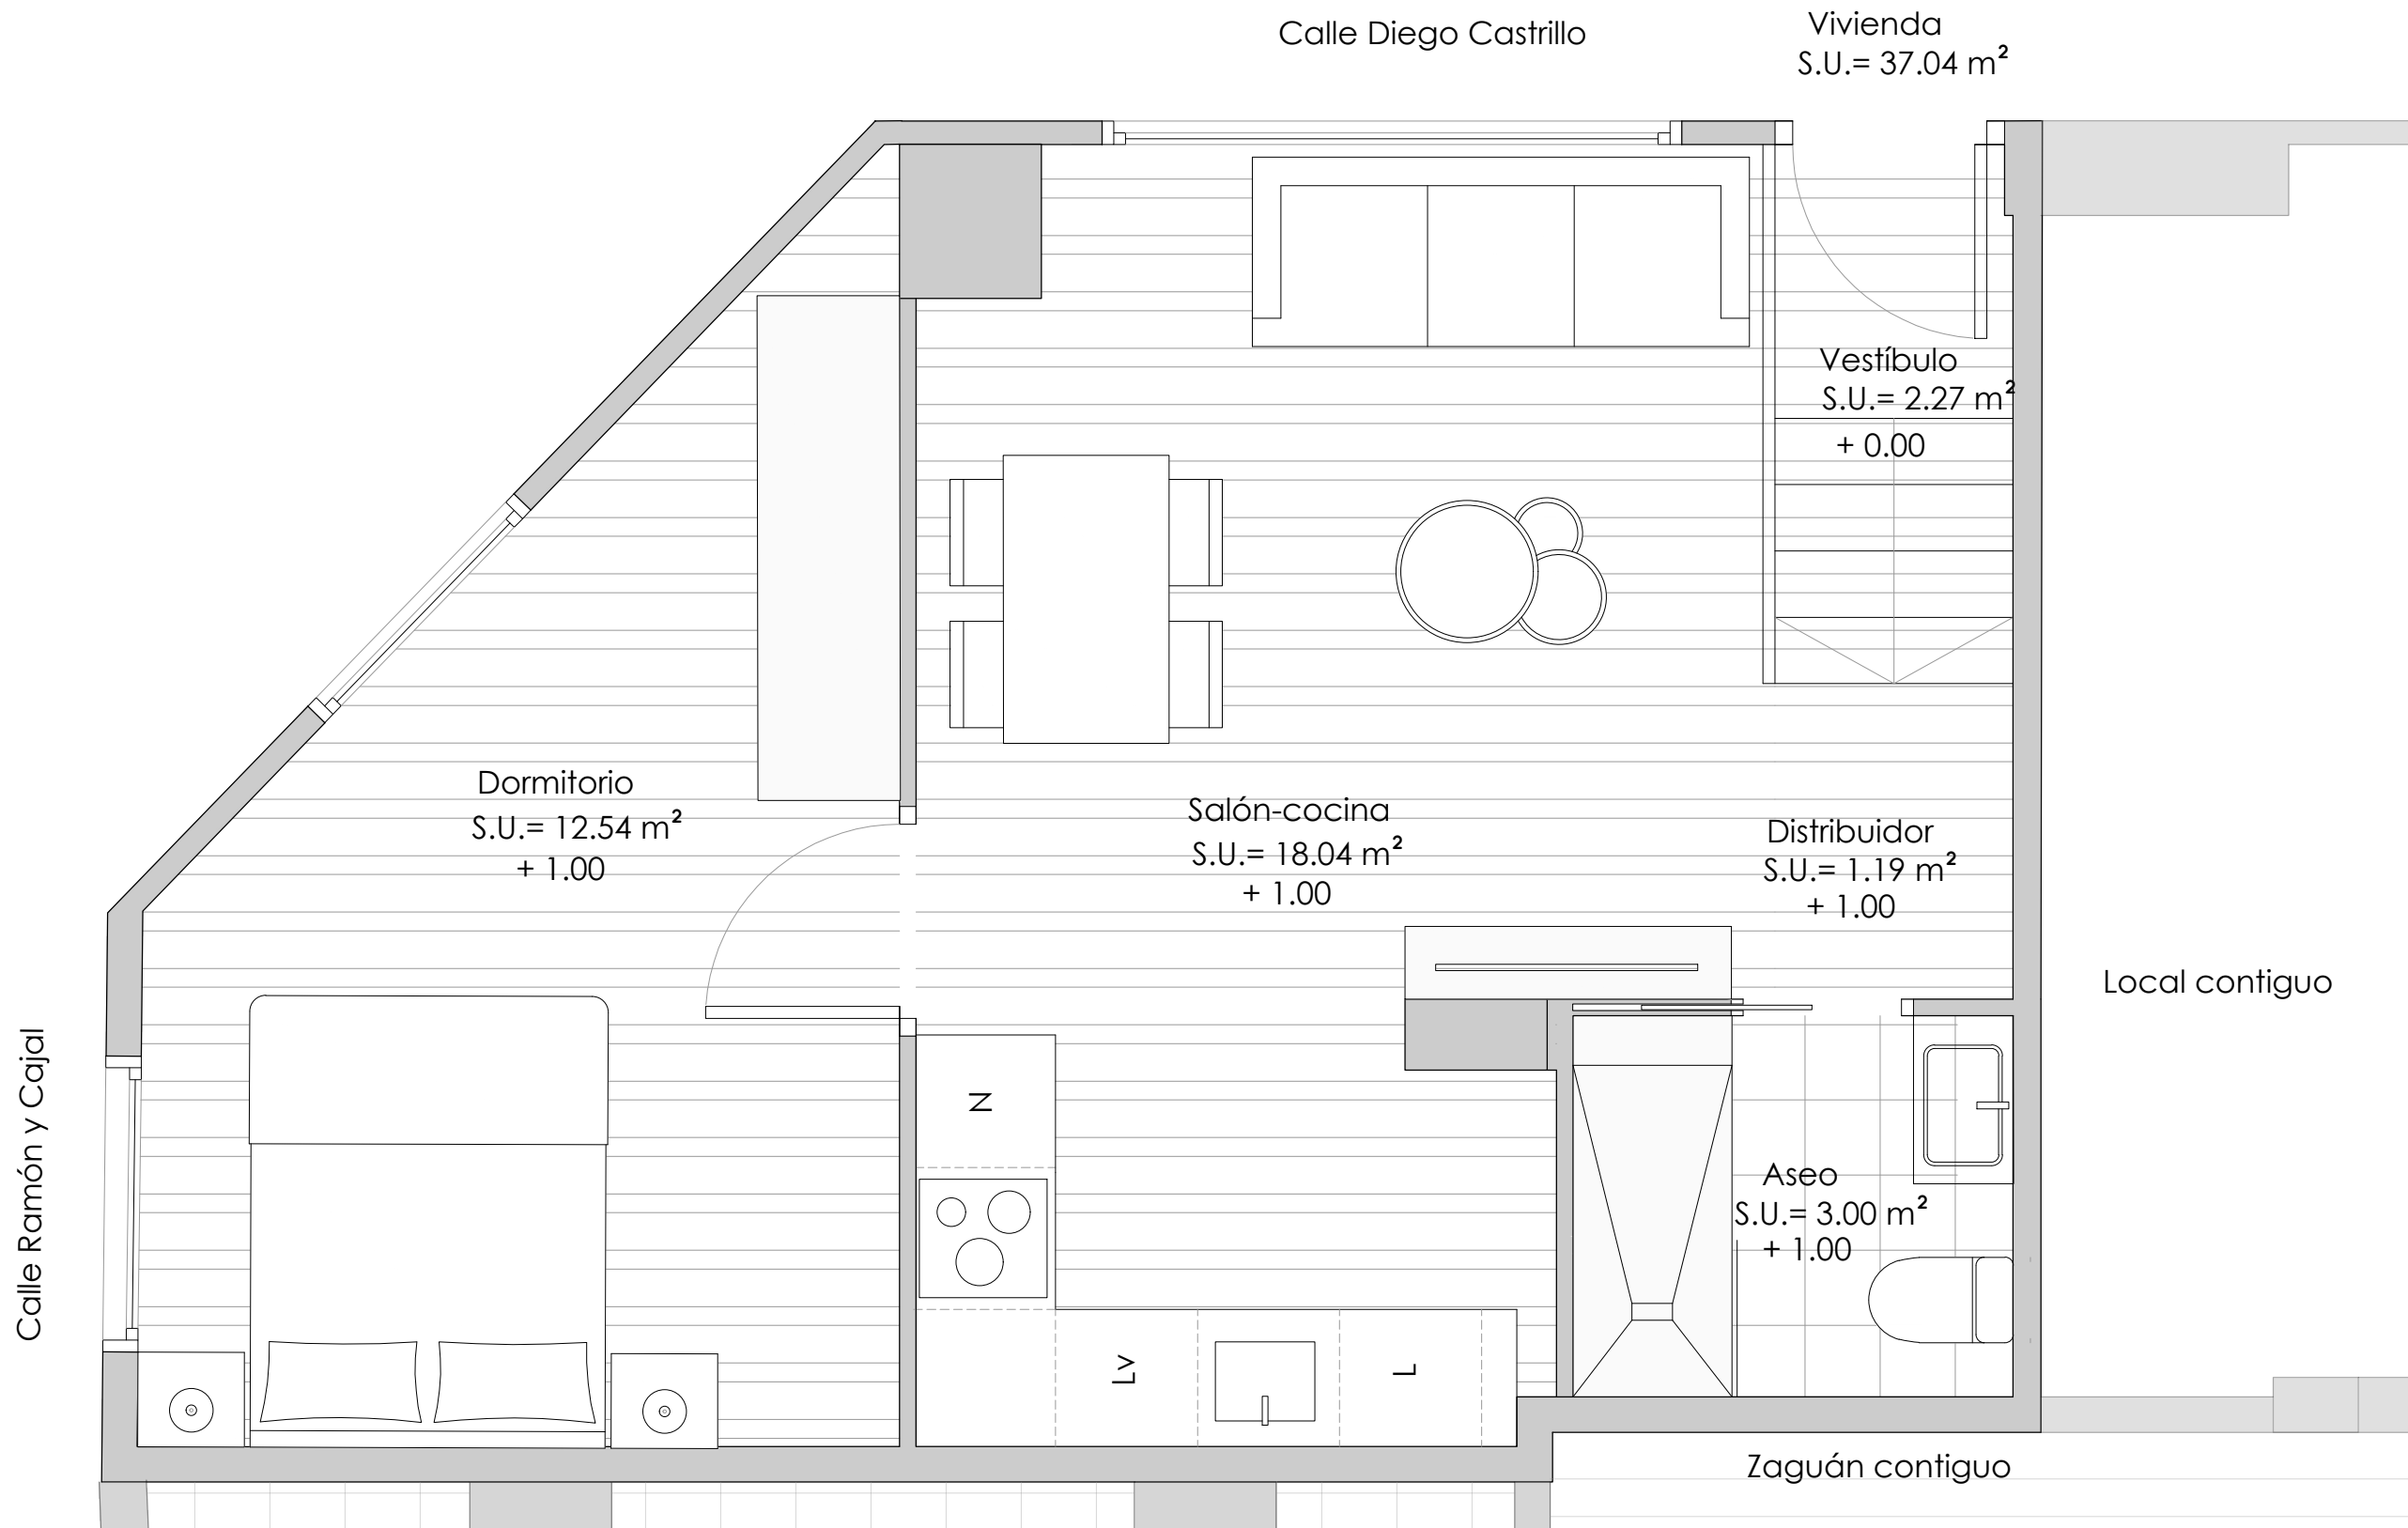 Calle Diego Castrillo
Vivienda
S.U.= 37.04 m²
Vestíbulo
S.U.= 2.27 m²
+ 0.00
Dormitorio
S.U.= 12.54 m²
+ 1.00
Salón-cocina
S.U.= 18.04 m²
+ 1.00
Distribuidor
S.U.= 1.19 m²
+ 1.00
Local contiguo
Calle Ramón y Cajal
N
Aseo
S.U.= 3.00 m²
+ 1.00
Lv
L
Zaguán contiguo